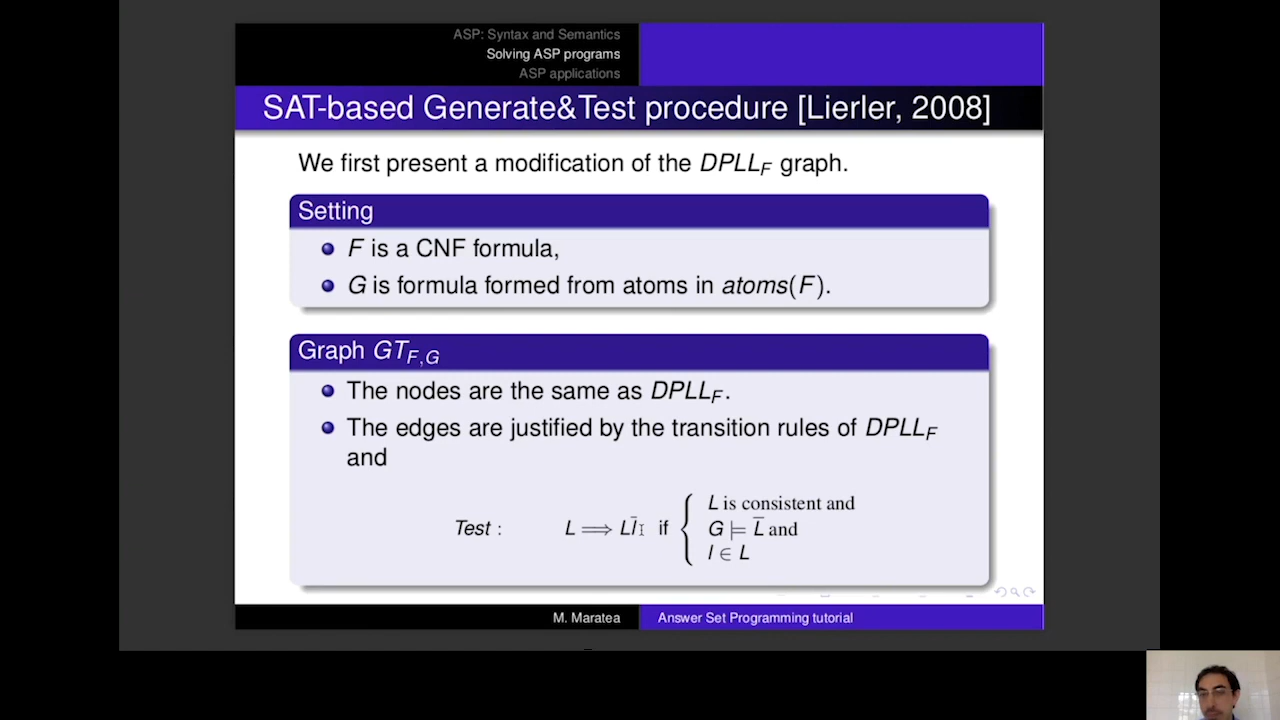 ASP: Syntax and Semantics
Solving ASP programs
ASP applications
SAT-based Generate&Test procedure [Lierler, 2008]
We first present a modification of the DPLL_F graph.
Setting
F is a CNF formula,
G is formula formed from atoms in atoms(F).
Graph GT_{F,G}
The nodes are the same as DPLL_F.
The edges are justified by the transition rules of DPLL_F
and
L is consistent and
Test : L ⟹ Ll̄ if { G ⊨ L̄ and
l ∈ L
M. Maratea Answer Set Programming tutorial